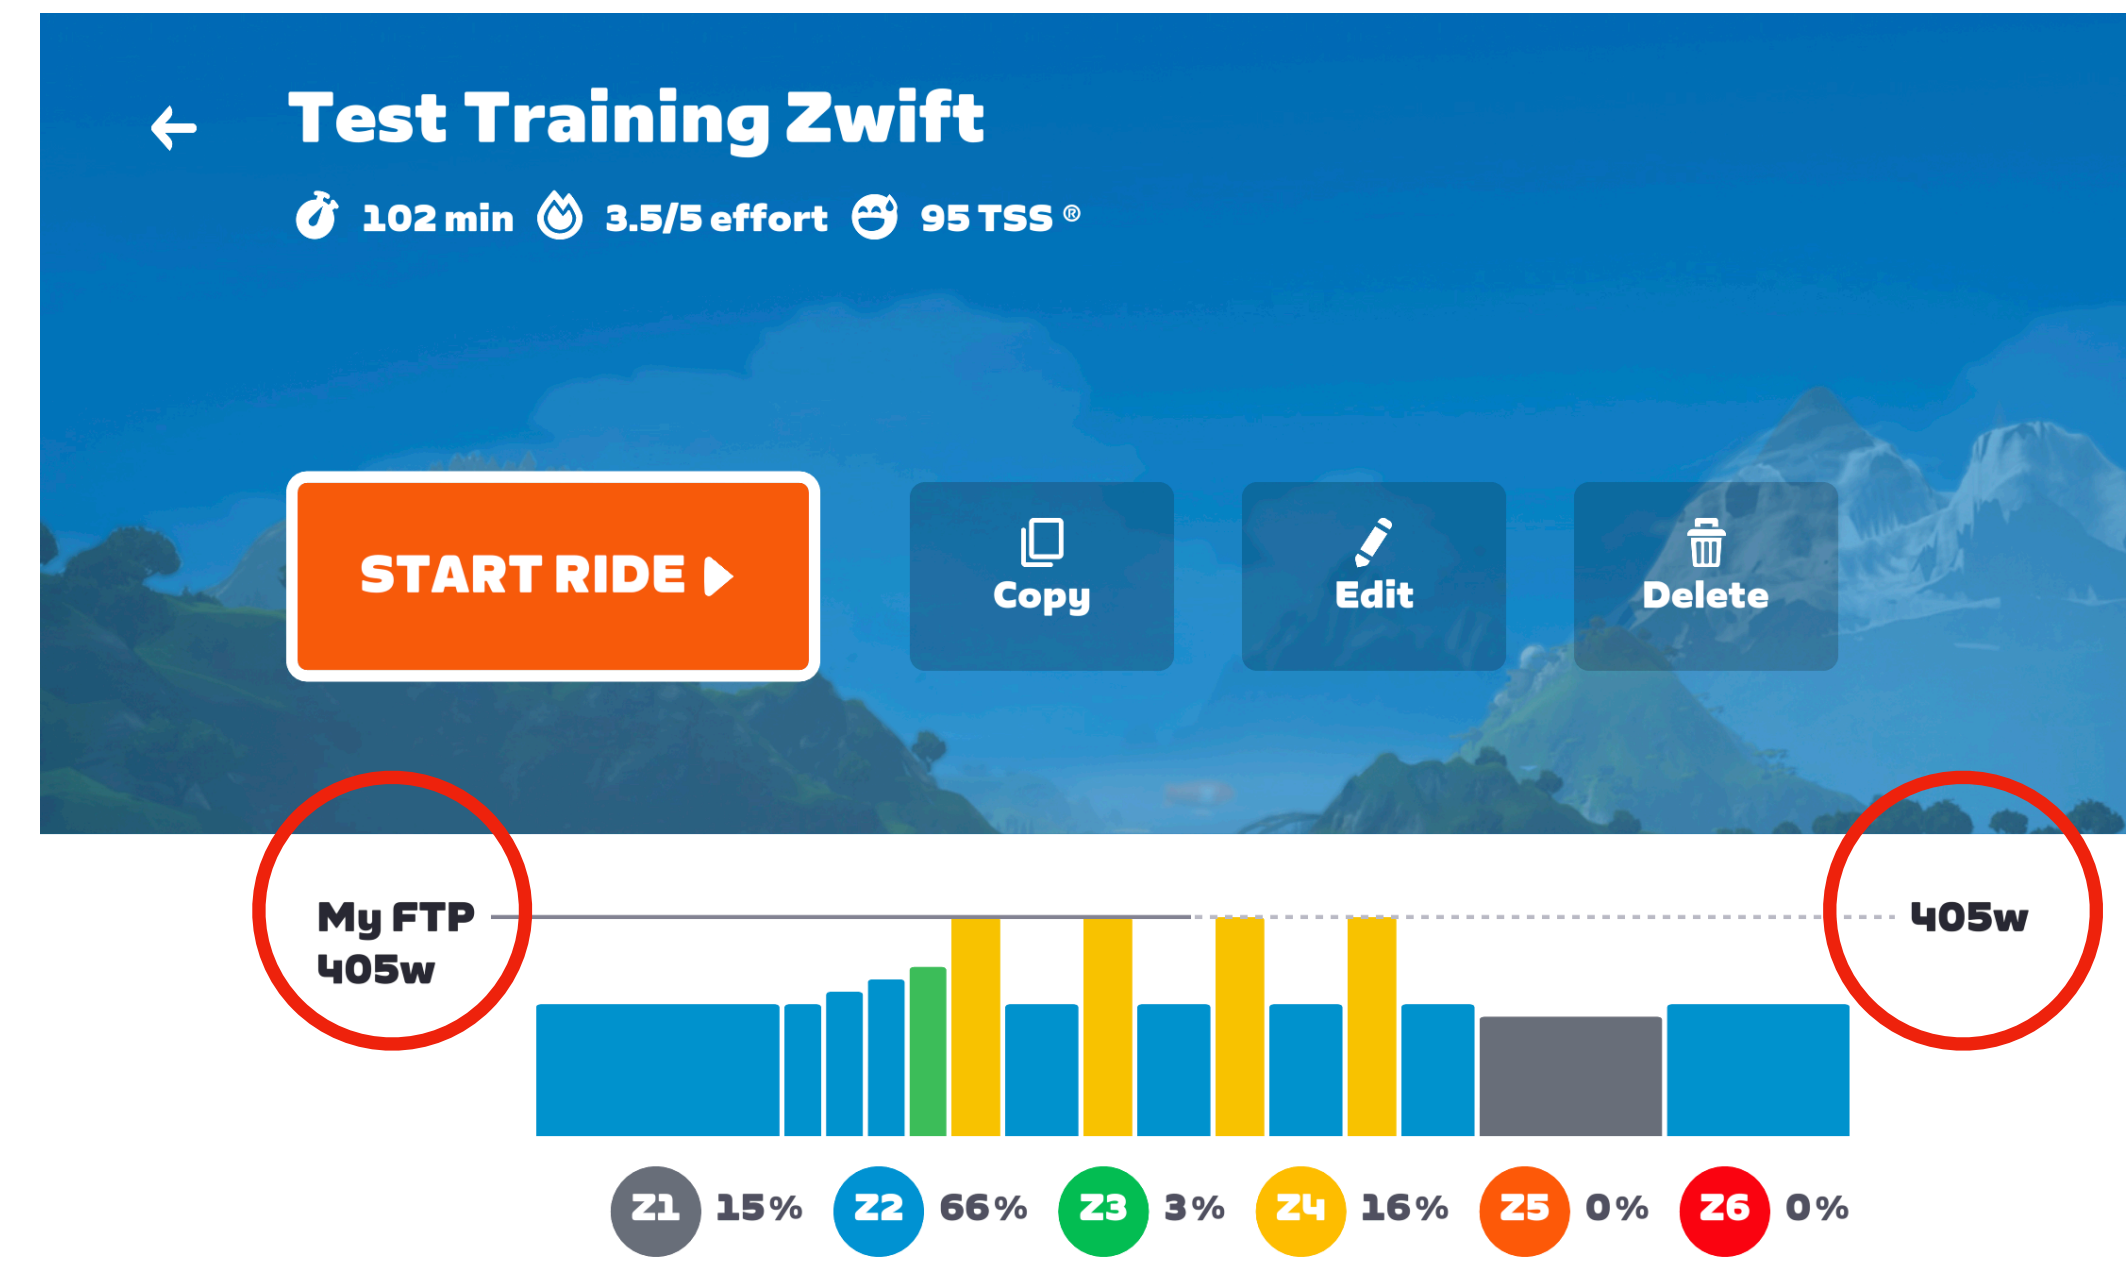 Test Training Zwift
102 min 3.5/5 effort 95 TSS ®
START RIDE
Copy
Edit
Delete
My FTP
405w
405w
Z1 15% Z2 66% Z3 3% Z4 16% Z5 0% Z6 0%